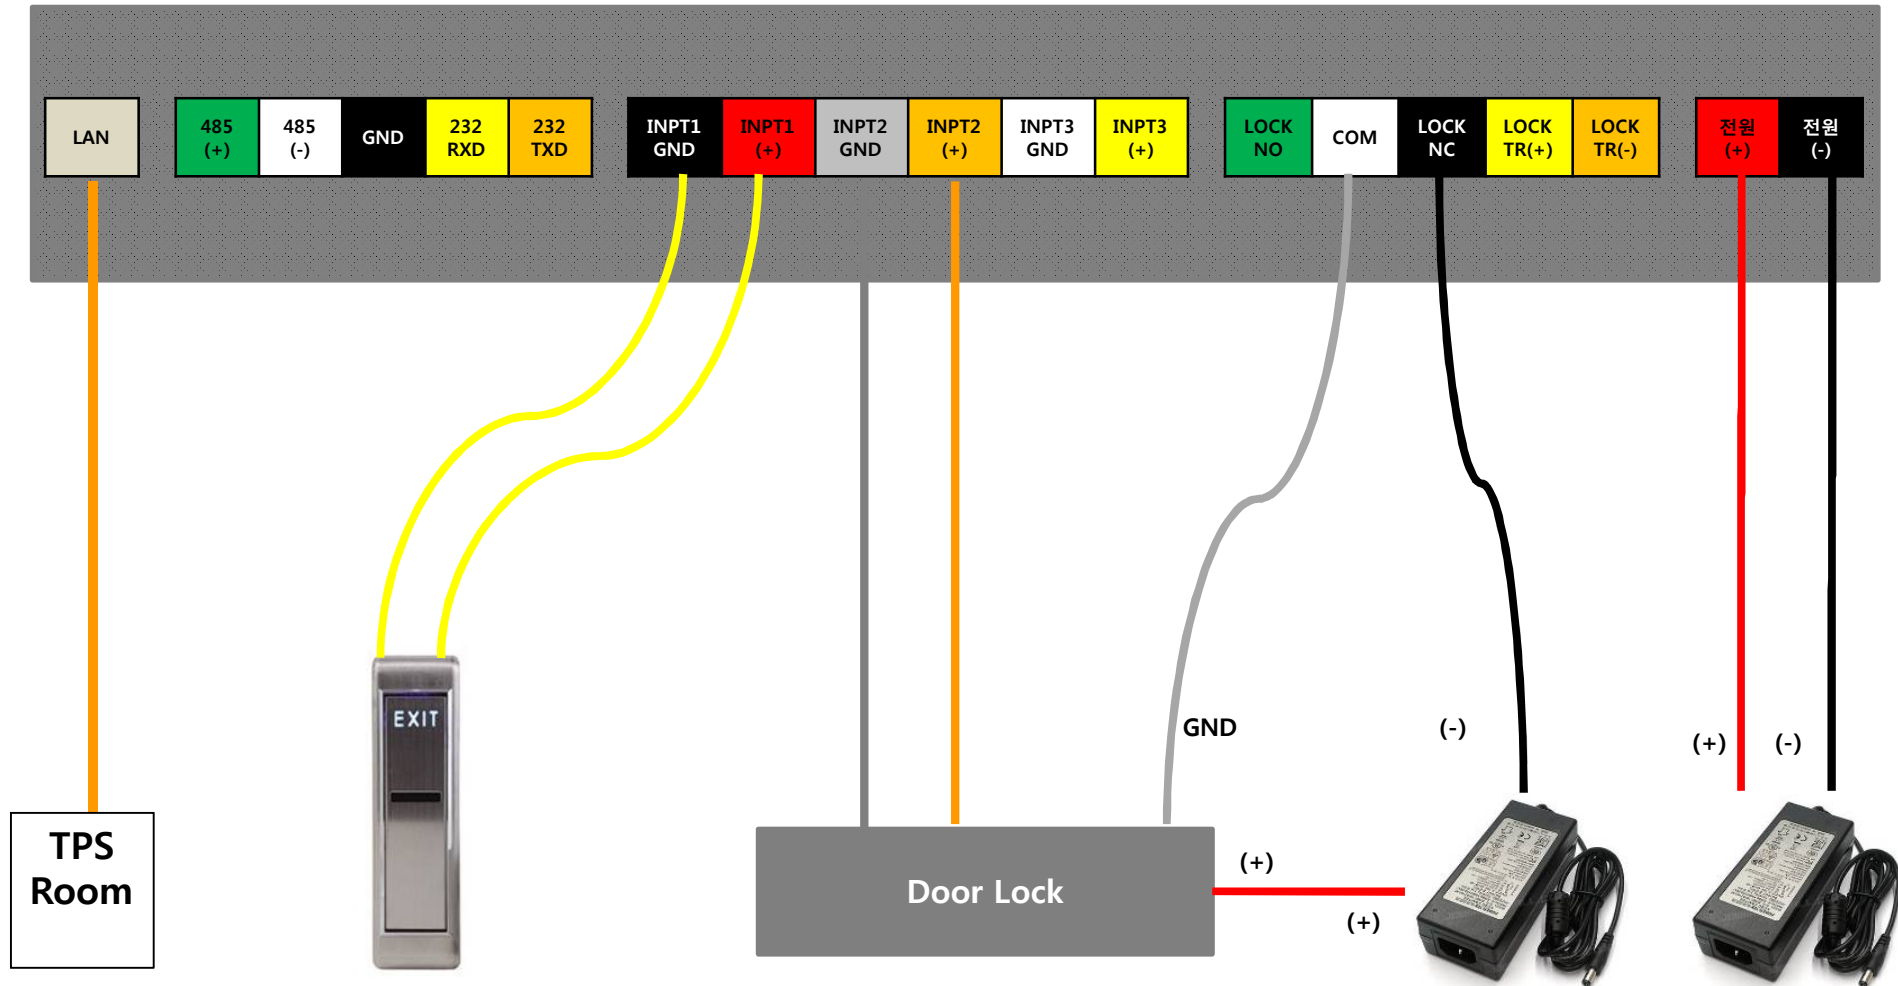 LAN
485
(+)
485
(-)
GND
232
RXD
232
TXD
INPT1
GND
INPT1
(+)
INPT2
GND
INPT2
(+)
INPT3
GND
INPT3
(+)
LOCK
NO
COM
LOCK
NC
LOCK
TR(+)
LOCK
TR(-)
전원
(+)
전원
(-)
EXIT
GND
(-)
(+)
(-)
TPS
Room
Door Lock
(+)
(+)